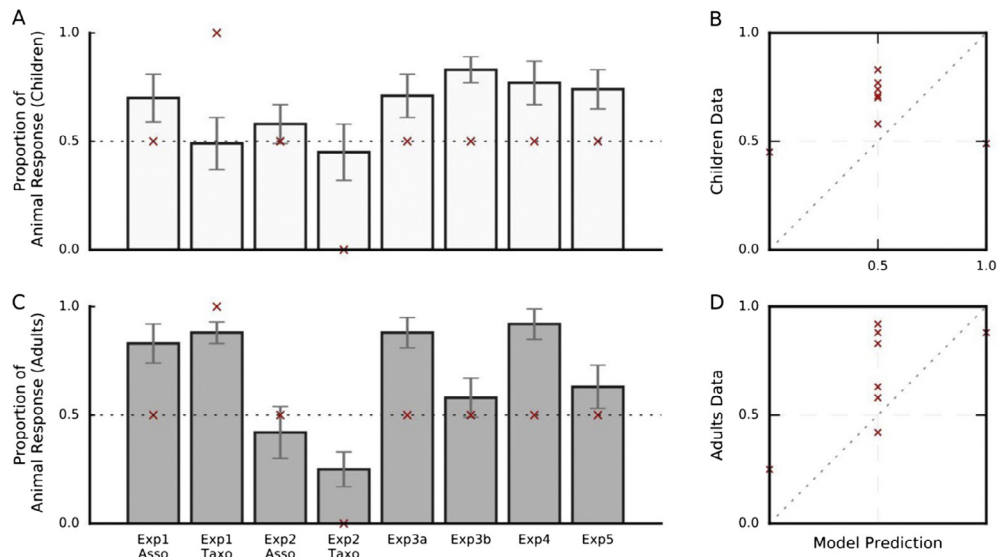 A
Proportion of
Animal Response (Children)
1.0
0.5
0.0
B
Children Data
1.0
0.5
0.0
0.5
1.0
C
Proportion of
Animal Response (Adults)
1.0
0.5
0.0
Exp1
Asso
Exp1
Taxo
Exp2
Asso
Exp2
Taxo
Exp3a
Exp3b
Exp4
Exp5
D
Adults Data
1.0
0.5
0.0
Model Prediction